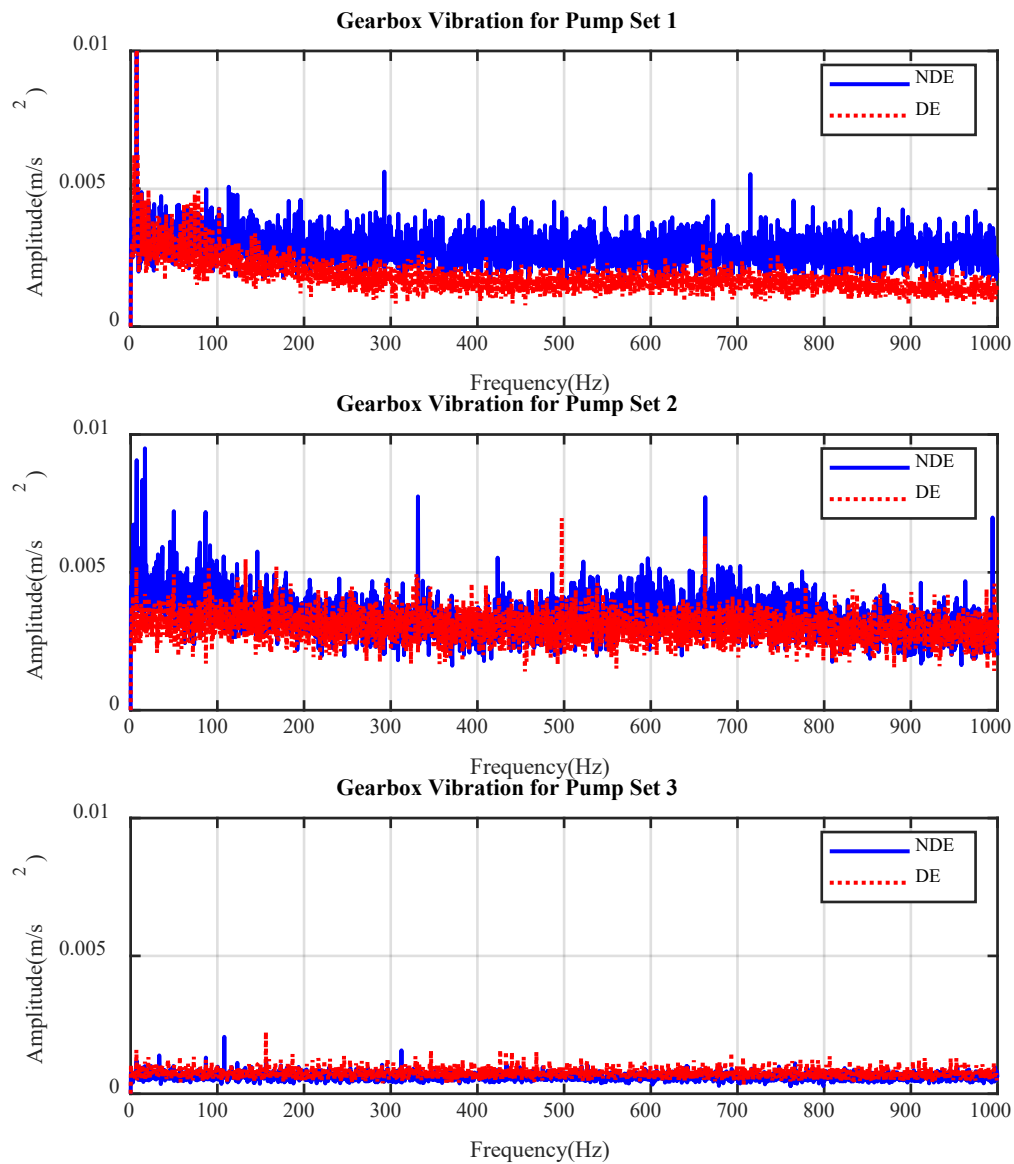 Gearbox Vibration for Pump Set 1
0.01
NDE
DE
Amplitude(m/s 2 )
0.005
0
0 100 200 300 400 500 600 700 800 900 1000
Frequency(Hz)
Gearbox Vibration for Pump Set 2
0.01
NDE
DE
Amplitude(m/s 2 )
0.005
0
0 100 200 300 400 500 600 700 800 900 1000
Frequency(Hz)
Gearbox Vibration for Pump Set 3
0.01
NDE
DE
Amplitude(m/s 2 )
0.005
0
0 100 200 300 400 500 600 700 800 900 1000
Frequency(Hz)